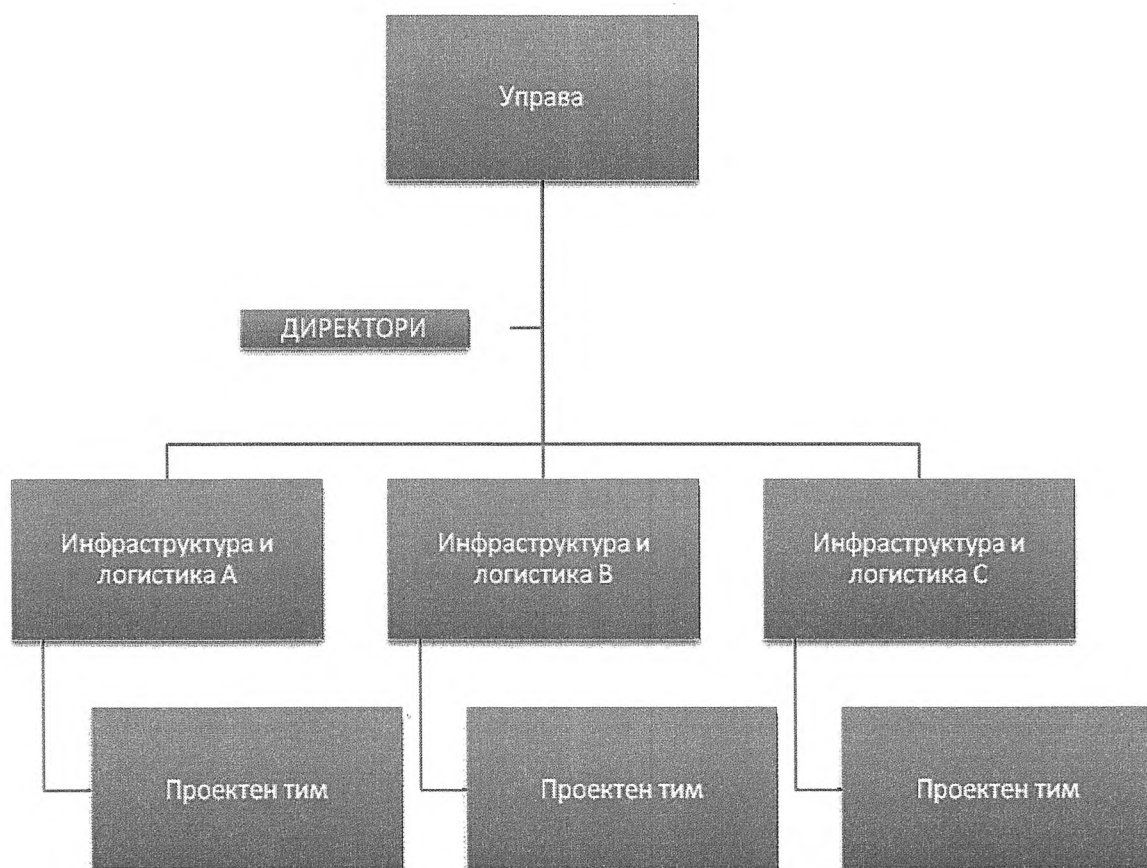 Управа
ДИРЕКТОРИ
Инфраструктура и
логистика А
Инфраструктура и
логистика В
Инфраструктура и
логистика С
Проектен тим
Проектен тим
Проектен тим